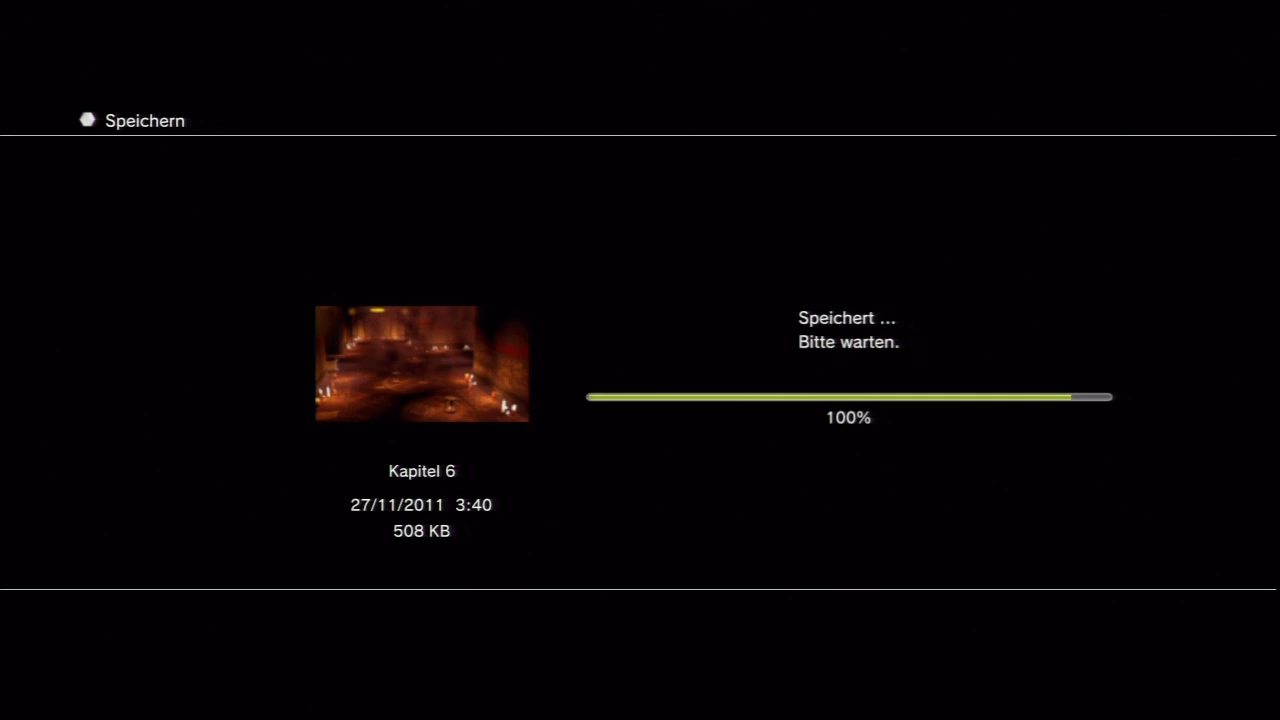 Speichern
Speichert ...
Bitte warten.
100%
Kapitel 6
27/11/2011 3:40
508 KB